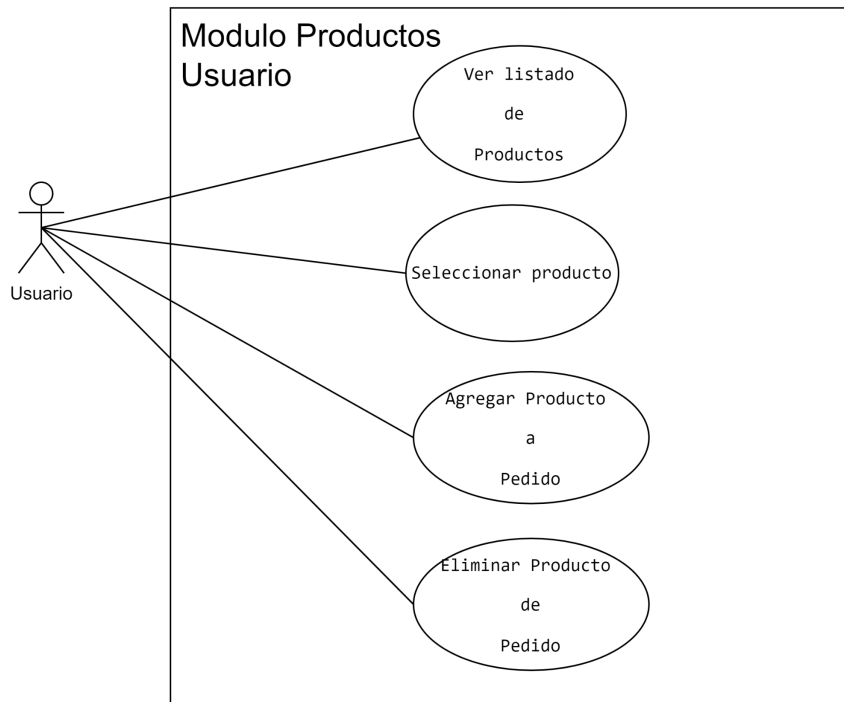 Modulo Productos
Usuario
Ver listado
de
Productos
Usuario
Seleccionar producto
Agregar Producto
a
Pedido
Eliminar Producto
de
Pedido